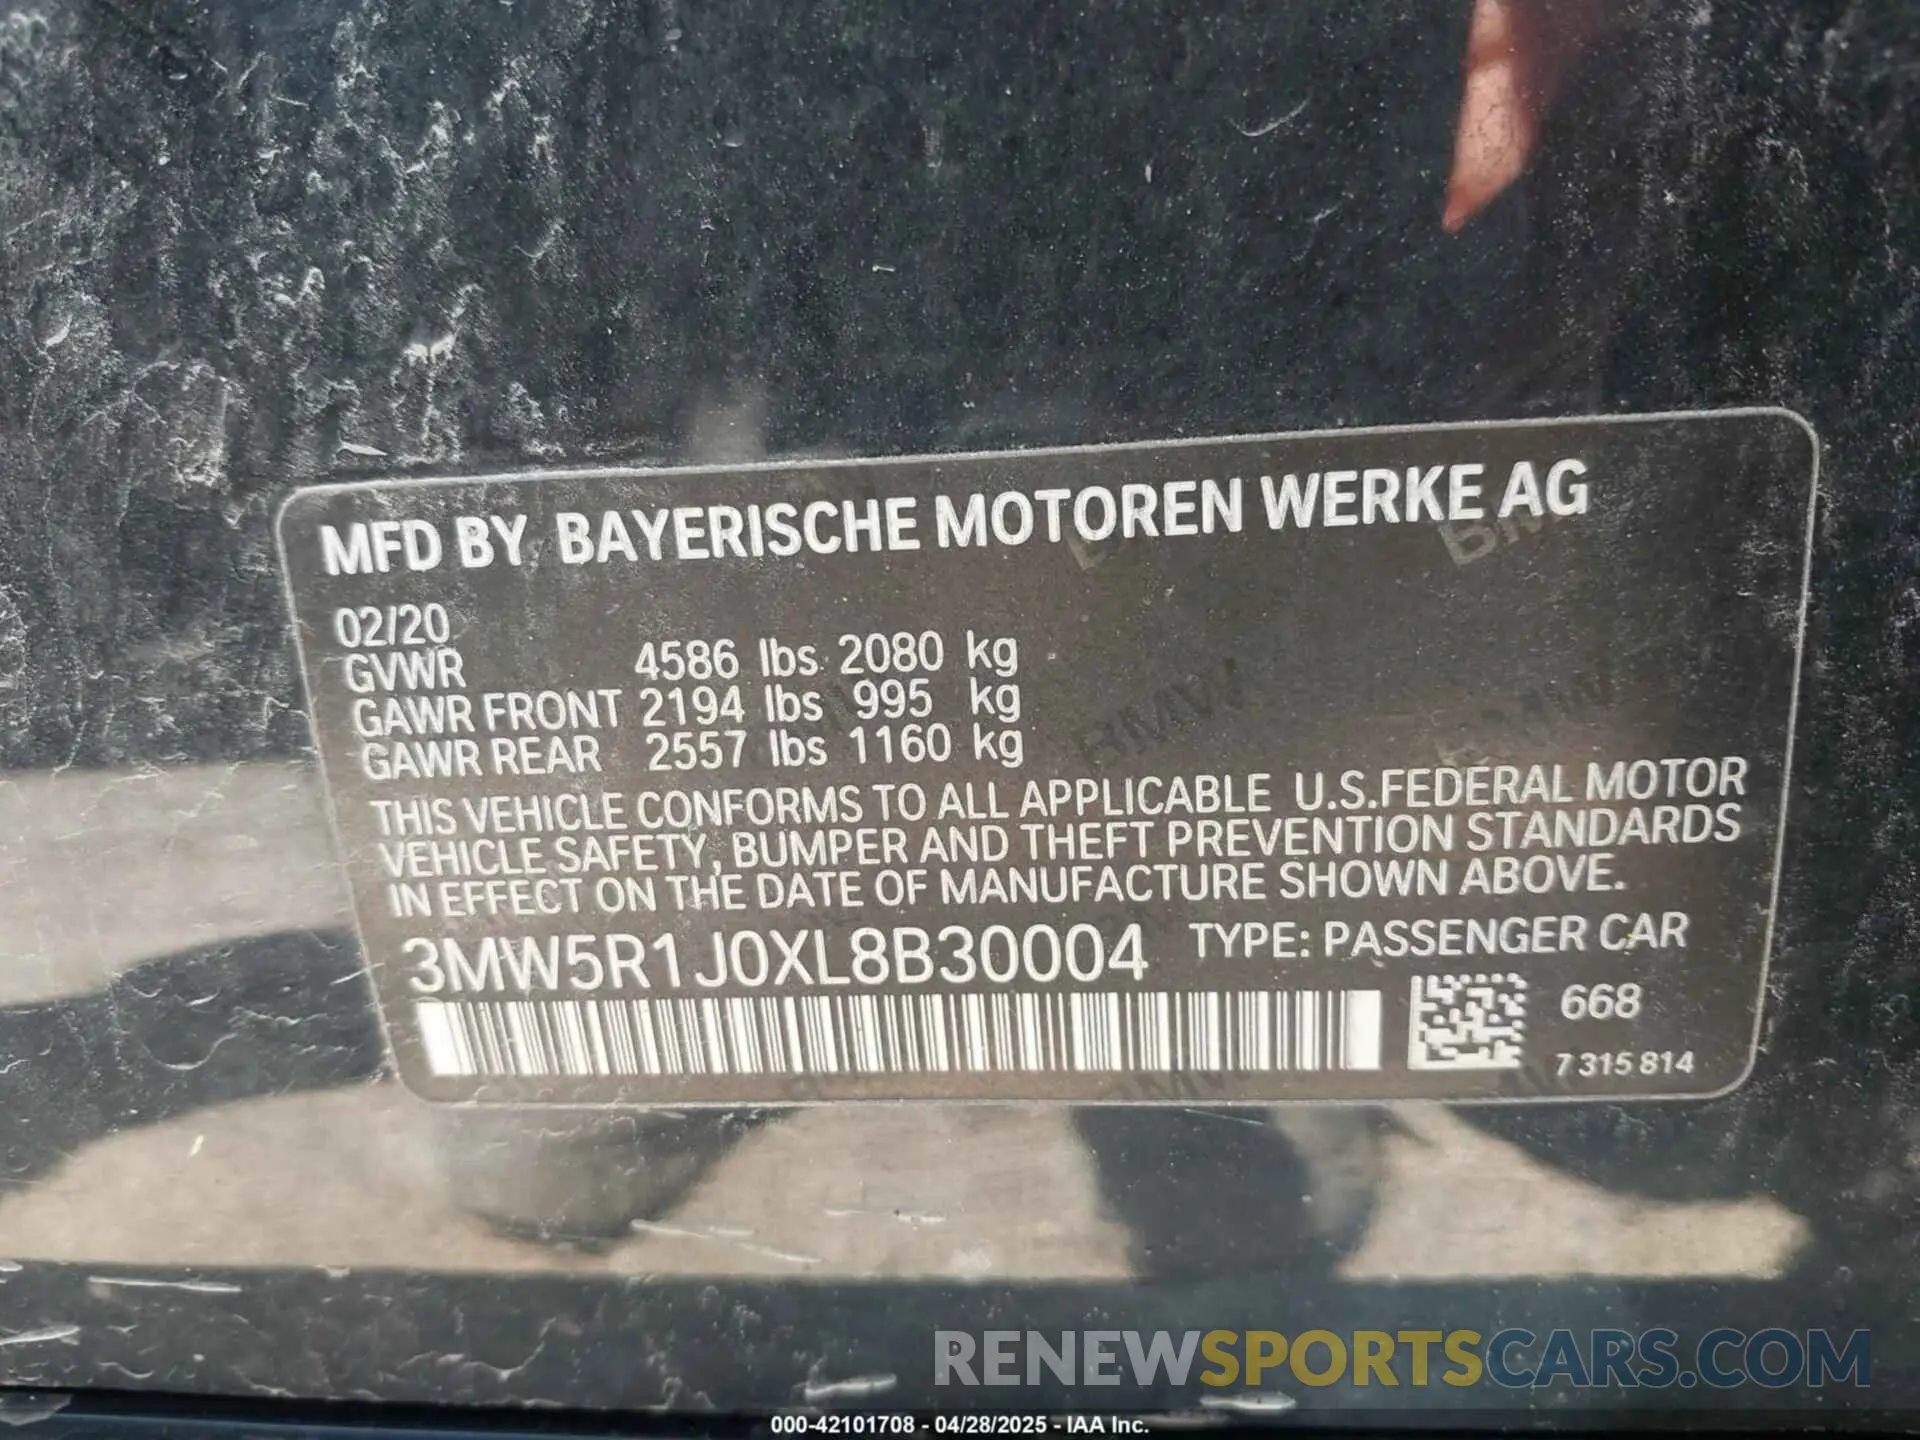 MFD BY BAYERISCHE MOTOREN WERKE AG
02/20
GVWR 4586 lbs 2080 kg
GAWR FRONT 2194 lbs 995 kg
GAWR REAR 2557 lbs 1160 kg
THIS VEHICLE CONFORMS TO ALL APPLICABLE U.S.FEDERAL MOTOR
VEHICLE SAFETY, BUMPER AND THEFT PREVENTION STANDARDS
IN EFFECT ON THE DATE OF MANUFACTURE SHOWN ABOVE.
3MW5R1J0XL8B30004 TYPE: PASSENGER CAR
668
7 315 814
RENEWSPORTSCARS.COM
000-42101708 - 04/28/2025 - IAA Inc.